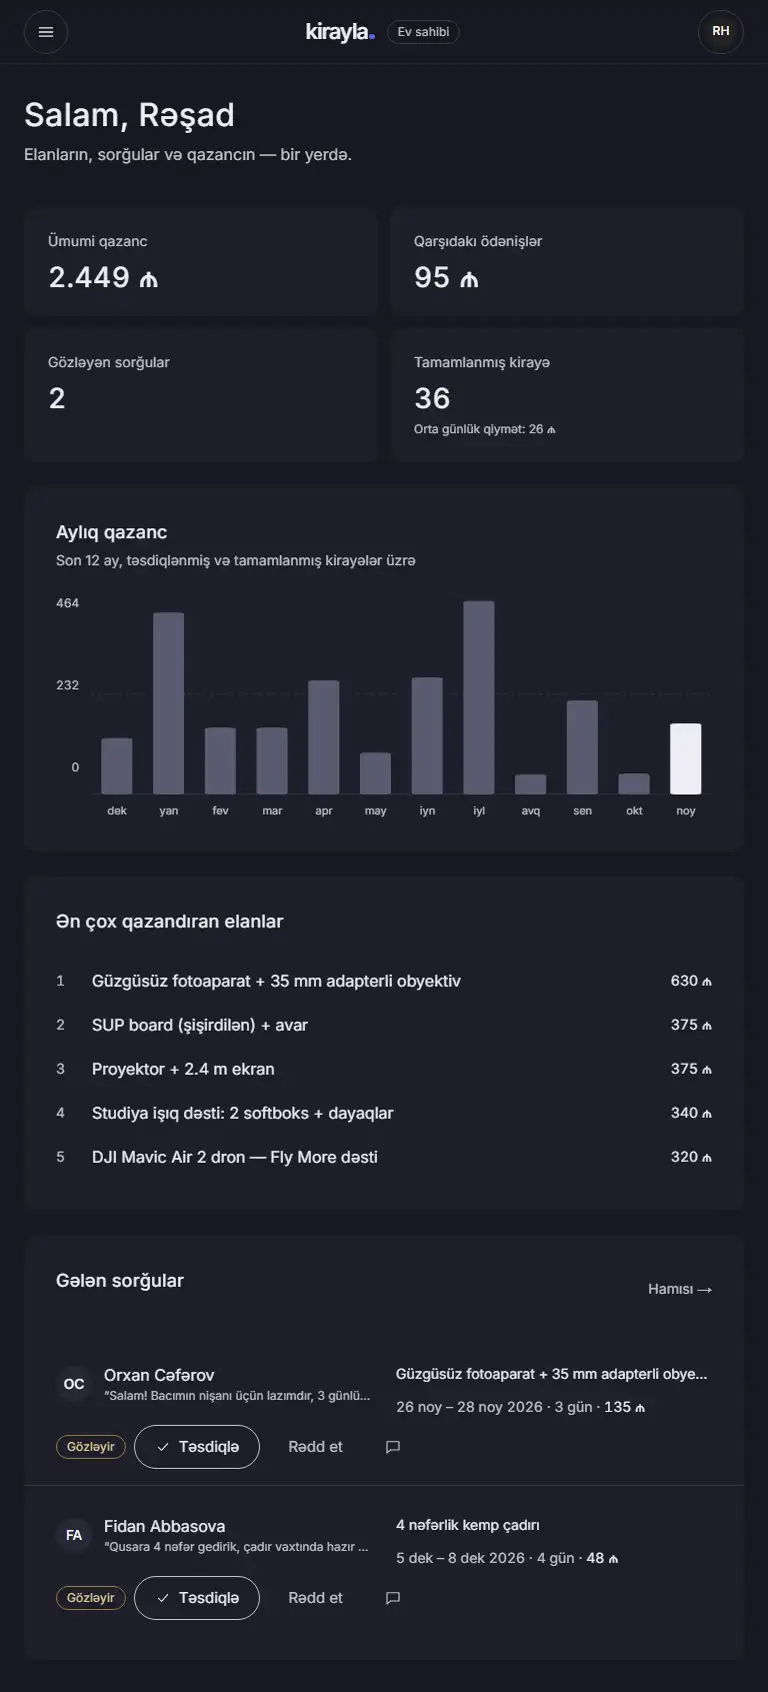 kirayla.
Ev sahibi
RH
Salam, Rəşad
Elanların, sorğular və qazancın — bir yerdə.
Ümumi qazanc
2.449 ₼
Qarşıdakı ödənişlər
95 ₼
Gözləyən sorğular
2
Tamamlanmış kirayə
36
Orta günlük qiymət: 26 ₼
Aylıq qazanc
Son 12 ay, təsdiqlənmiş və tamamlanmış kirayələr üzrə
464
232
0
dek yan fev mar apr may iyn iyl avq sen okt noy
Ən çox qazandıran elanlar
1 Güzgüsüz fotoaparat + 35 mm adapterli obyektiv 630 ₼
2 SUP board (şişirdilən) + avar 375 ₼
3 Proyektor + 2.4 m ekran 375 ₼
4 Studiya işıq dəsti: 2 softboks + dayaqlar 340 ₼
5 DJI Mavic Air 2 dron — Fly More dəsti 320 ₼
Gələn sorğular
Hamısı →
OC
Orxan Cəfərov
"Salam! Bacımın nişanı üçün lazımdır, 3 günlü...
Güzgüsüz fotoaparat + 35 mm adapterli obye...
26 noy – 28 noy 2026 · 3 gün · 135 ₼
Gözləyir
✓ Təsdiqlə
Rədd et
FA
Fidan Abbasova
"Qusara 4 nəfər gedirik, çadır vaxtında hazır ...
4 nəfərlik kemp çadırı
5 dek – 8 dek 2026 · 4 gün · 48 ₼
Gözləyir
✓ Təsdiqlə
Rədd et